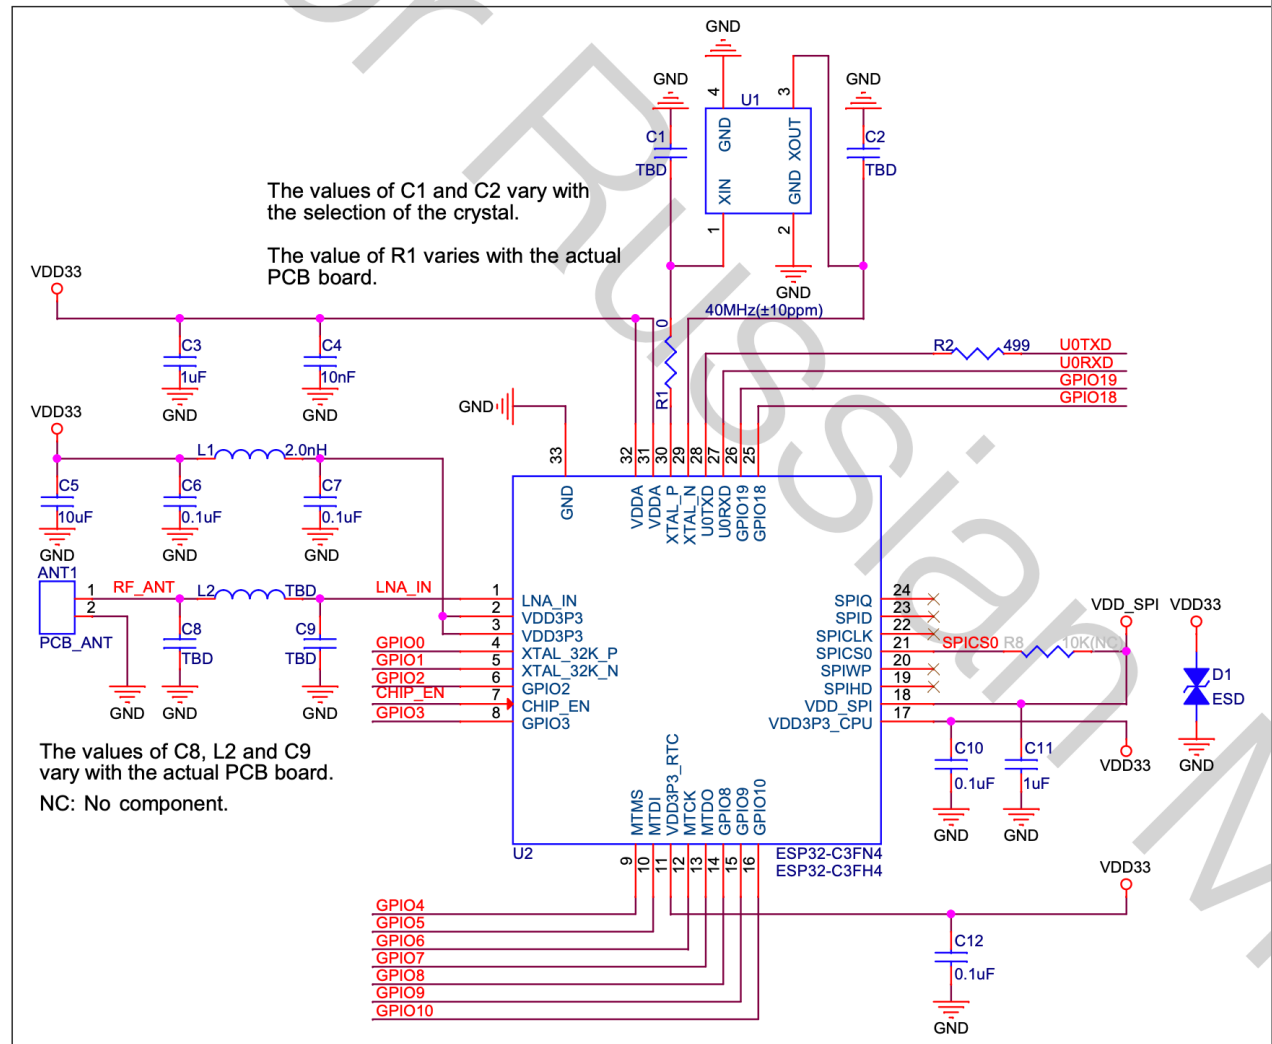 GND
GND
GND
4
3
U1
C1
C2
TBD
TBD
GND
XOUT
XIN
GND
1
2
GND
40MHz(±10ppm)
The values of C1 and C2 vary with
the selection of the crystal.
The value of R1 varies with the actual
PCB board.
VDD33
C3
1uF
GND
C4
10nF
GND
0
R1
R2
499
U0TXD
U0RXD
GPIO19
GPIO18
VDD33
GND
L1
2.0nH
C5
10uF
GND
C6
0.1uF
GND
C7
0.1uF
GND
33
32
31
30
29
28
27
26
25
GND
VDDA
VDDA
XTAL_P
XTAL_N
U0TXD
U0RXD
GPIO19
GPIO18
ANT1
1
2
PCB_ANT
RF_ANT
L2
TBD
LNA_IN
C8
TBD
C9
TBD
GND
GND
GND
GPIO0
GPIO1
GPIO2
CHIP_EN
GPIO3
1
2
3
4
5
6
7
8
LNA_IN
VDD3P3
VDD3P3
XTAL_32K_P
XTAL_32K_N
GPIO2
CHIP_EN
GPIO3
SPIQ
SPID
SPICLK
SPICS0
SPIWP
SPIHD
VDD_SPI
VDD3P3_CPU
24
23
22
21
20
19
18
17
SPICS0
R8
10K(NC)
VDD_SPI
VDD33
D1
ESD
GND
C10
0.1uF
GND
C11
1uF
GND
VDD33
The values of C8, L2 and C9
vary with the actual PCB board.
NC: No component.
MTMS
MTDI
VDD3P3_RTC
MTCK
MTDO
GPIO8
GPIO9
GPIO10
U2
ESP32-C3FN4
ESP32-C3FH4
9
10
11
12
13
14
15
16
VDD33
GPIO4
GPIO5
GPIO6
GPIO7
GPIO8
GPIO9
GPIO10
C12
0.1uF
GND
Russian